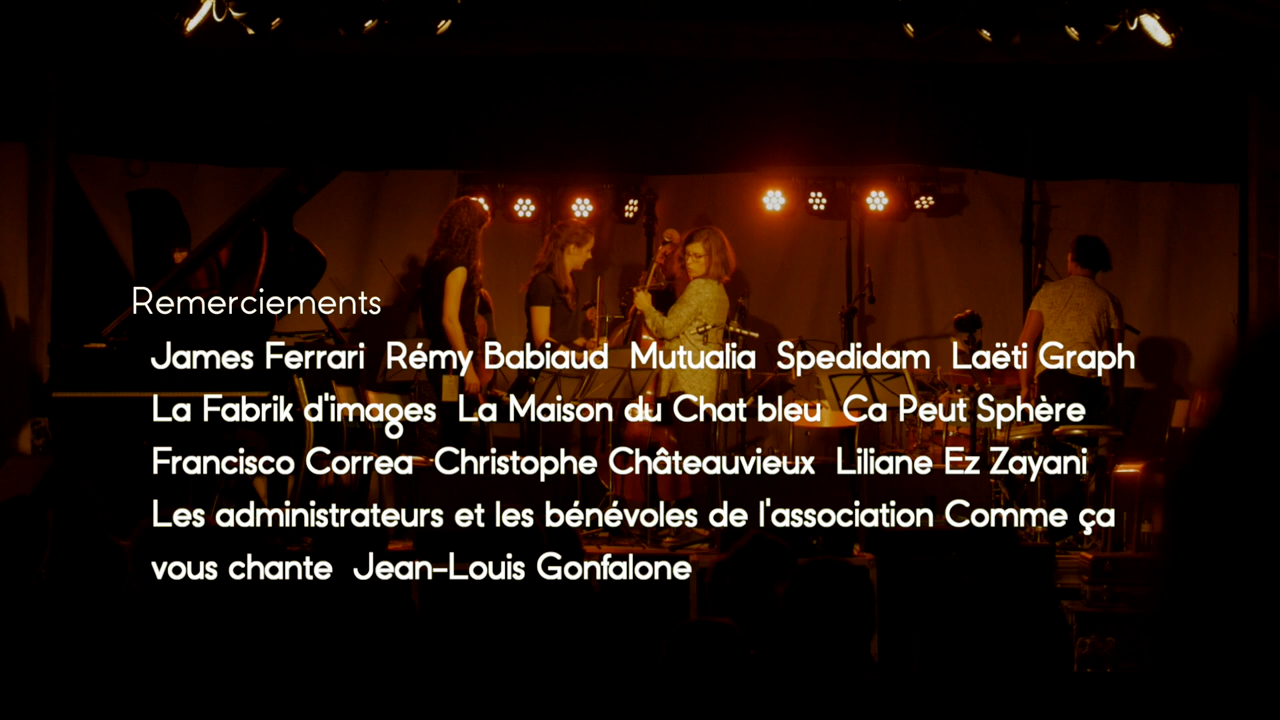 Remerciements
James Ferrari  Rémy Babiaud  Mutualia  Spedidam  Laëti Graph
La Fabrik d'images  La Maison du Chat bleu  Ca Peut Sphère
Francisco Correa  Christophe Châteauvieux  Liliane Ez Zayani
Les administrateurs et les bénévoles de l'association Comme ça
vous chante  Jean-Louis Gonfalone